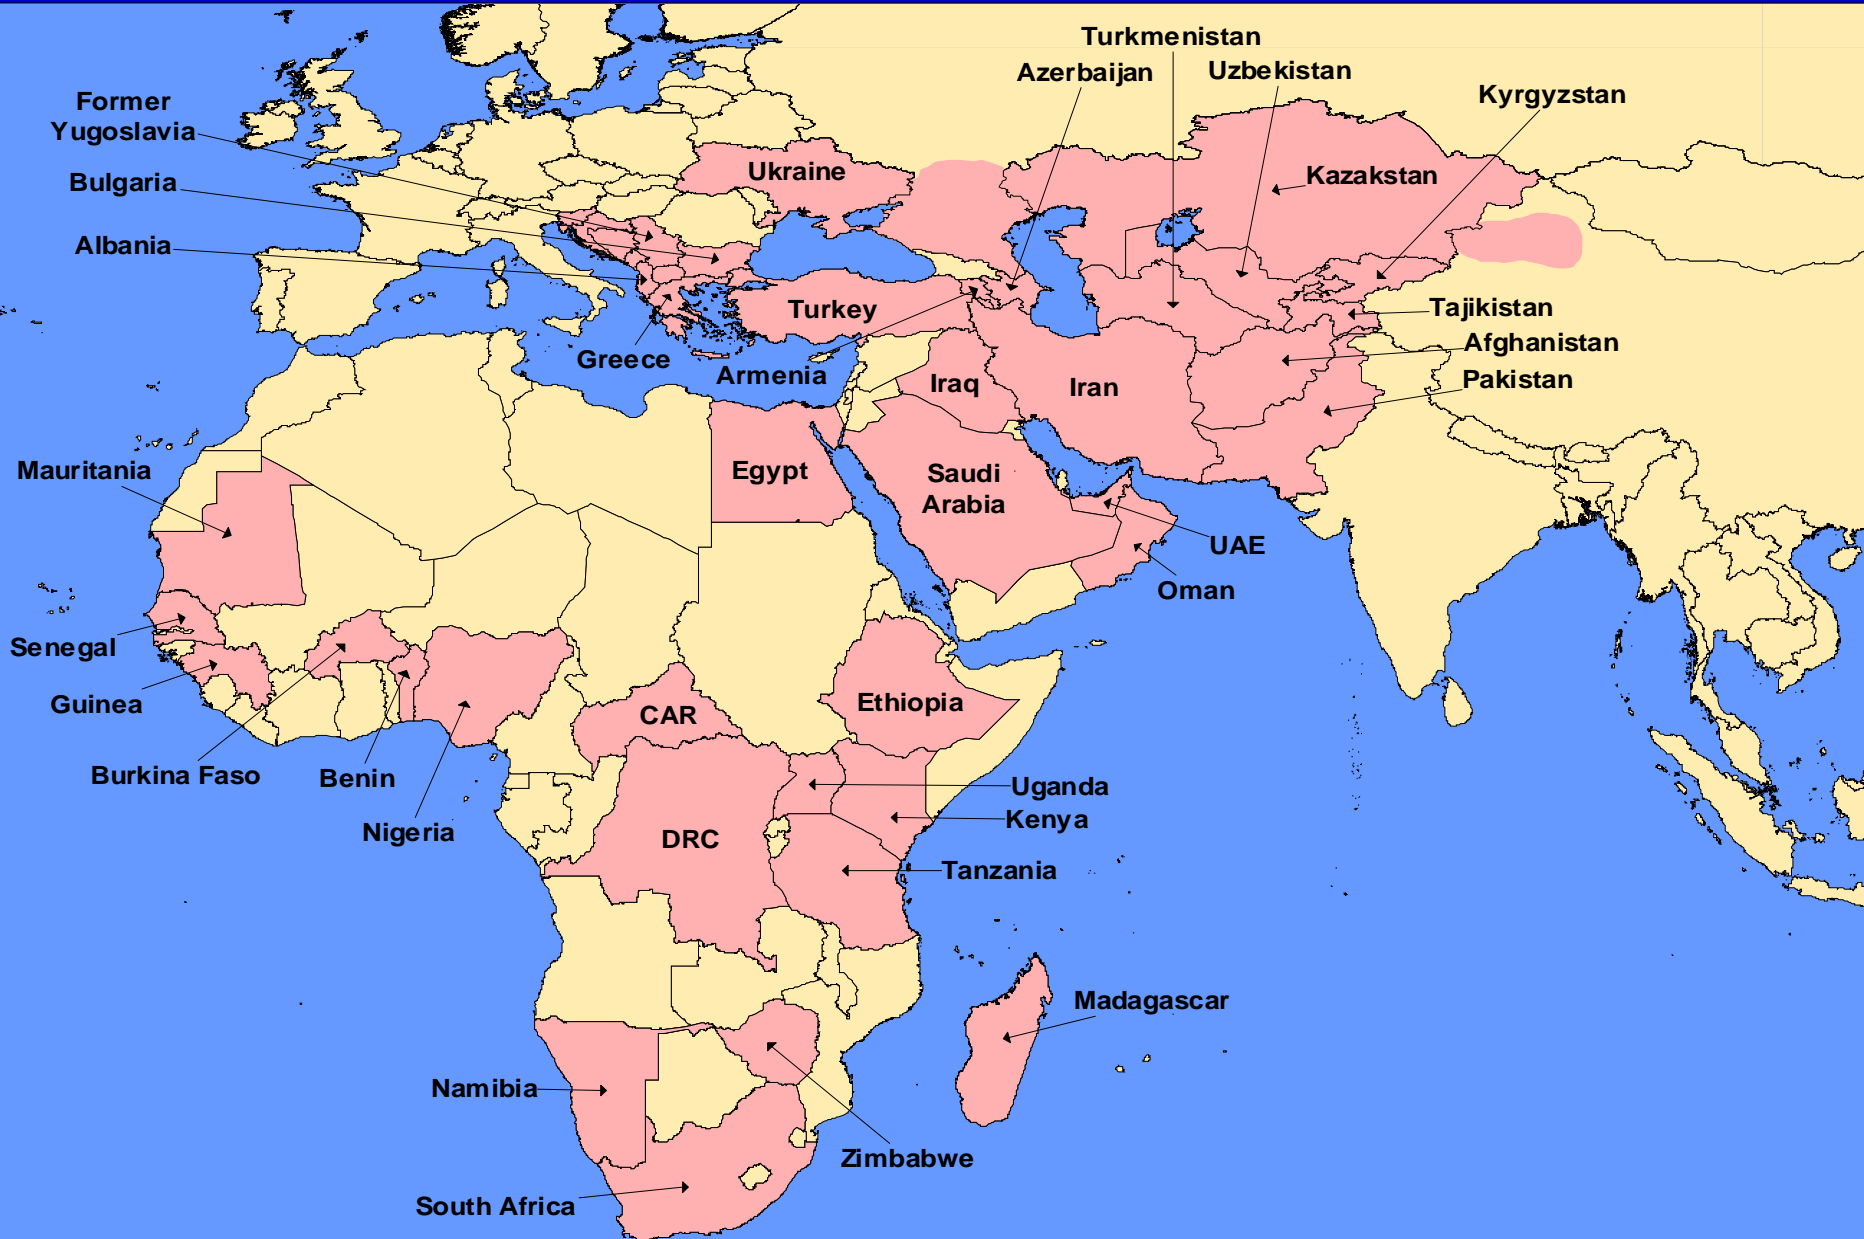 Turkmenistan
Azerbaijan
Uzbekistan
Kyrgyzstan
Former
Yugoslavia
Ukraine
Kazakstan
Bulgaria
Albania
Turkey
Tajikistan
Afghanistan
Greece
Armenia
Iraq
Iran
Pakistan
Mauritania
Egypt
Saudi
Arabia
UAE
Oman
Senegal
Guinea
CAR
Ethiopia
Burkina Faso
Benin
Uganda
Kenya
Nigeria
DRC
Tanzania
Madagascar
Namibia
Zimbabwe
South Africa